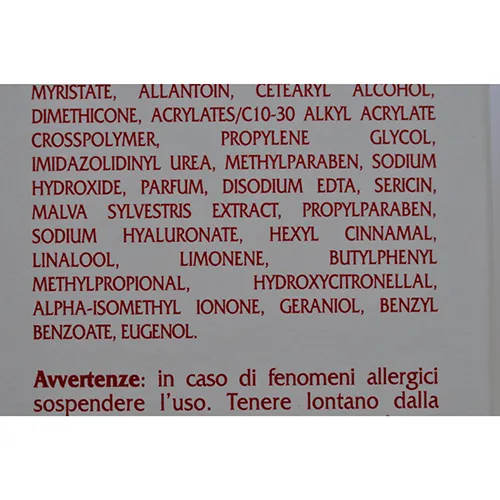 MYRISTATE, ALLANTOIN, CETEARYL ALCOHOL,
DIMETHICONE, ACRYLATES/C10-30 ALKYL ACRYLATE
CROSSPOLYMER, PROPYLENE GLYCOL,
IMIDAZOLIDINYL UREA, METHYLPARABEN, SODIUM
HYDROXIDE, PARFUM, DISODIUM EDTA, SERICIN,
MALVA SYLVESTRIS EXTRACT, PROPYLPARABEN,
SODIUM HYALURONATE, HEXYL CINNAMAL,
LINALOOL, LIMONENE, BUTYLPHENYL
METHYLPROPIONAL, HYDROXYCITRONELLAL,
ALPHA-ISOMETHYL IONONE, GERANIOL, BENZYL
BENZOATE, EUGENOL.
Avvertenze: in caso di fenomeni allergici
sospendere l'uso. Tenere lontano dalla